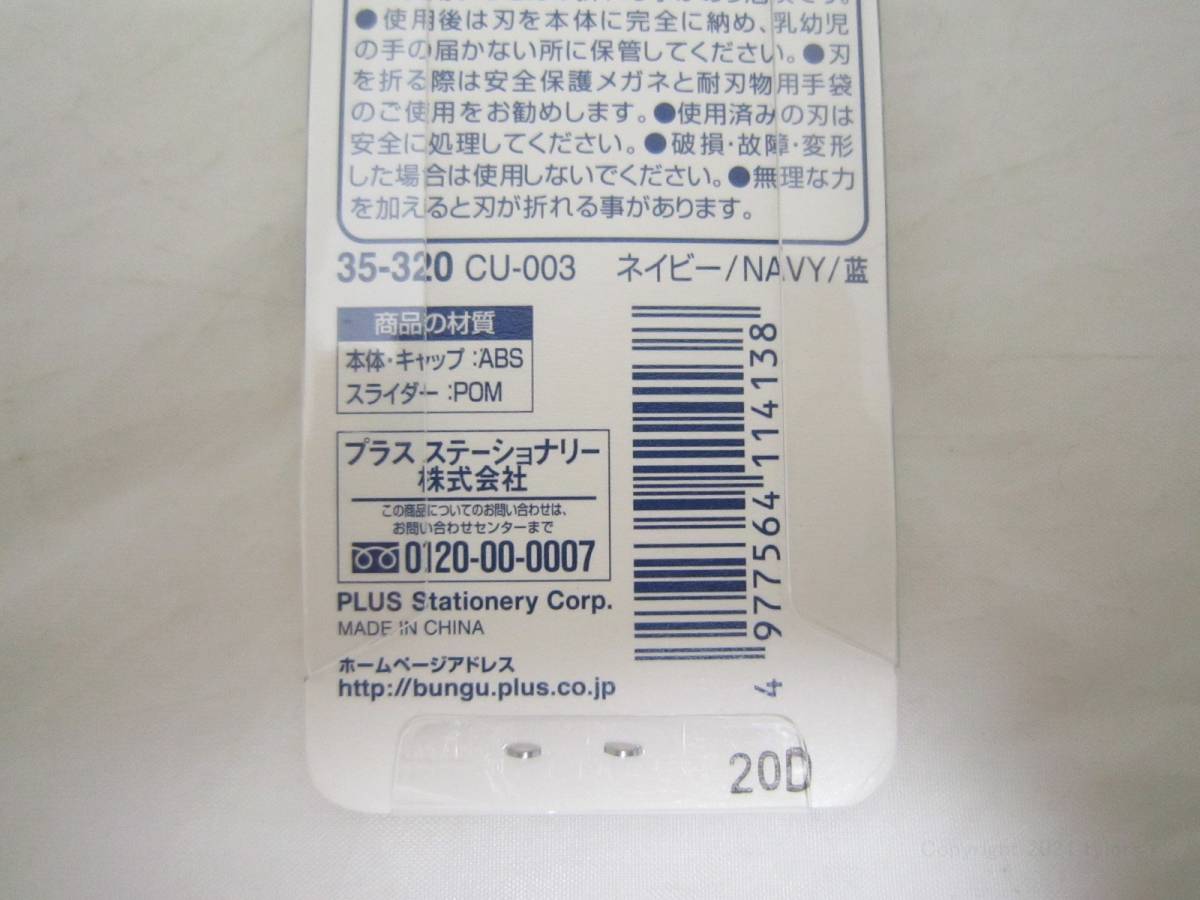 ●使用後は刃を本体に完全に納め、乳幼児
の手の届かない所に保管してください。●刃
を折る際は安全保護メガネと耐刃物用手袋
のご使用をお勧めします。●使用済みの刃は
安全に処理してください。●破損・故障・変形
した場合は使用しないでください。●無理な力
を加えると刃が折れる事があります。
35-320 CU-003 ネイビー/NAVY/蓝
商品の材質
本体・キャップ:ABS
スライダー:POM
プラス ステーショナリー
株式会社
この商品についてのお問い合わせは、
お問い合わせセンターまで
0120-00-0007
PLUS Stationery Corp.
MADE IN CHINA
ホームページアドレス
http://bungu.plus.co.jp
4 977564 114138
20D